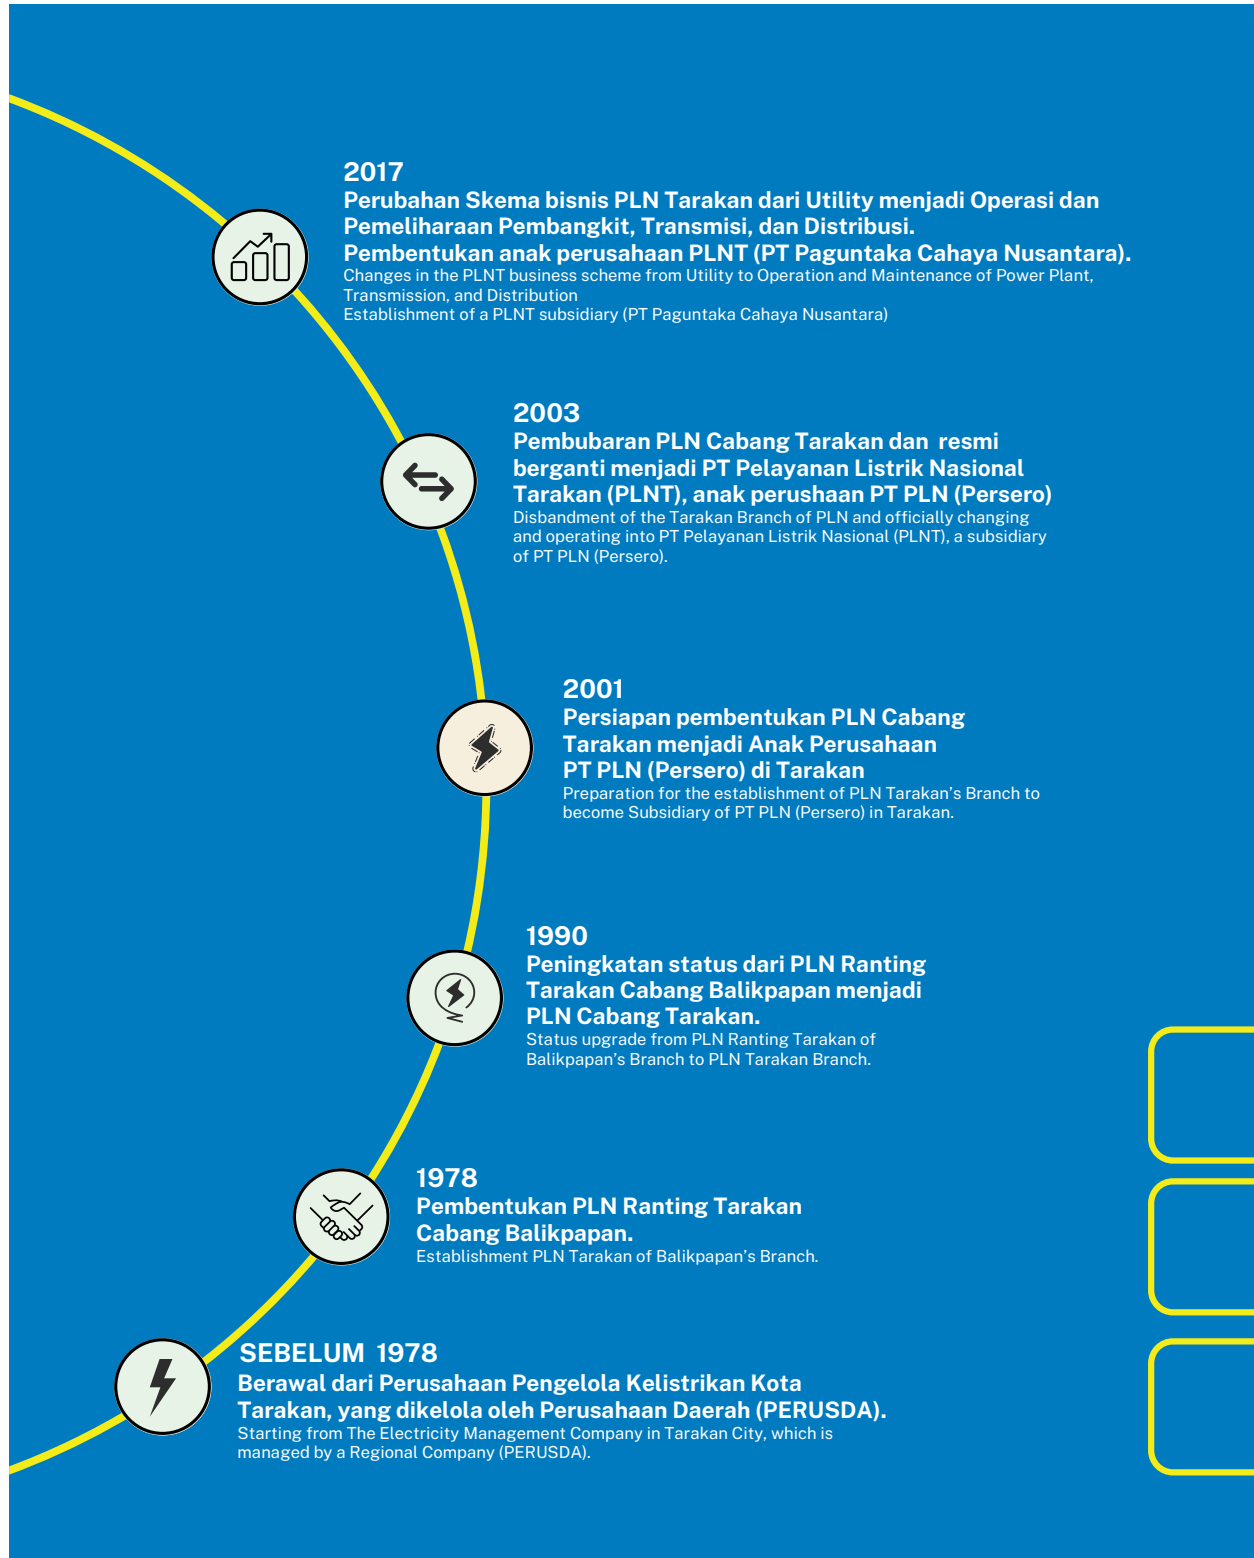 2017
Perubahan Skema bisnis PLN Tarakan dari Utility menjadi Operasi dan
Pemeliharaan Pembangkit, Transmisi, dan Distribusi.
Pembentukan anak perusahaan PLNT (PT Paguntaka Cahaya Nusantara).
Changes in the PLNT business scheme from Utility to Operation and Maintenance of Power Plant,
Transmission, and Distribution
Establishment of a PLNT subsidiary (PT Paguntaka Cahaya Nusantara)
2003
Pembubaran PLN Cabang Tarakan dan resmi
berganti menjadi PT Pelayanan Listrik Nasional
Tarakan (PLNT), anak perushaan PT PLN (Persero)
Disbandment of the Tarakan Branch of PLN and officially changing
and operating into PT Pelayanan Listrik Nasional (PLNT), a subsidiary
of PT PLN (Persero).
2001
Persiapan pembentukan PLN Cabang
Tarakan menjadi Anak Perusahaan
PT PLN (Persero) di Tarakan
Preparation for the establishment of PLN Tarakan’s Branch to
become Subsidiary of PT PLN (Persero) in Tarakan.
1990
Peningkatan status dari PLN Ranting
Tarakan Cabang Balikpapan menjadi
PLN Cabang Tarakan.
Status upgrade from PLN Ranting Tarakan of
Balikpapan’s Branch to PLN Tarakan Branch.
1978
Pembentukan PLN Ranting Tarakan
Cabang Balikpapan.
Establishment PLN Tarakan of Balikpapan’s Branch.
SEBELUM 1978
Berawal dari Perusahaan Pengelola Kelistrikan Kota
Tarakan, yang dikelola oleh Perusahaan Daerah (PERUSDA).
Starting from The Electricity Management Company in Tarakan City, which is
managed by a Regional Company (PERUSDA).